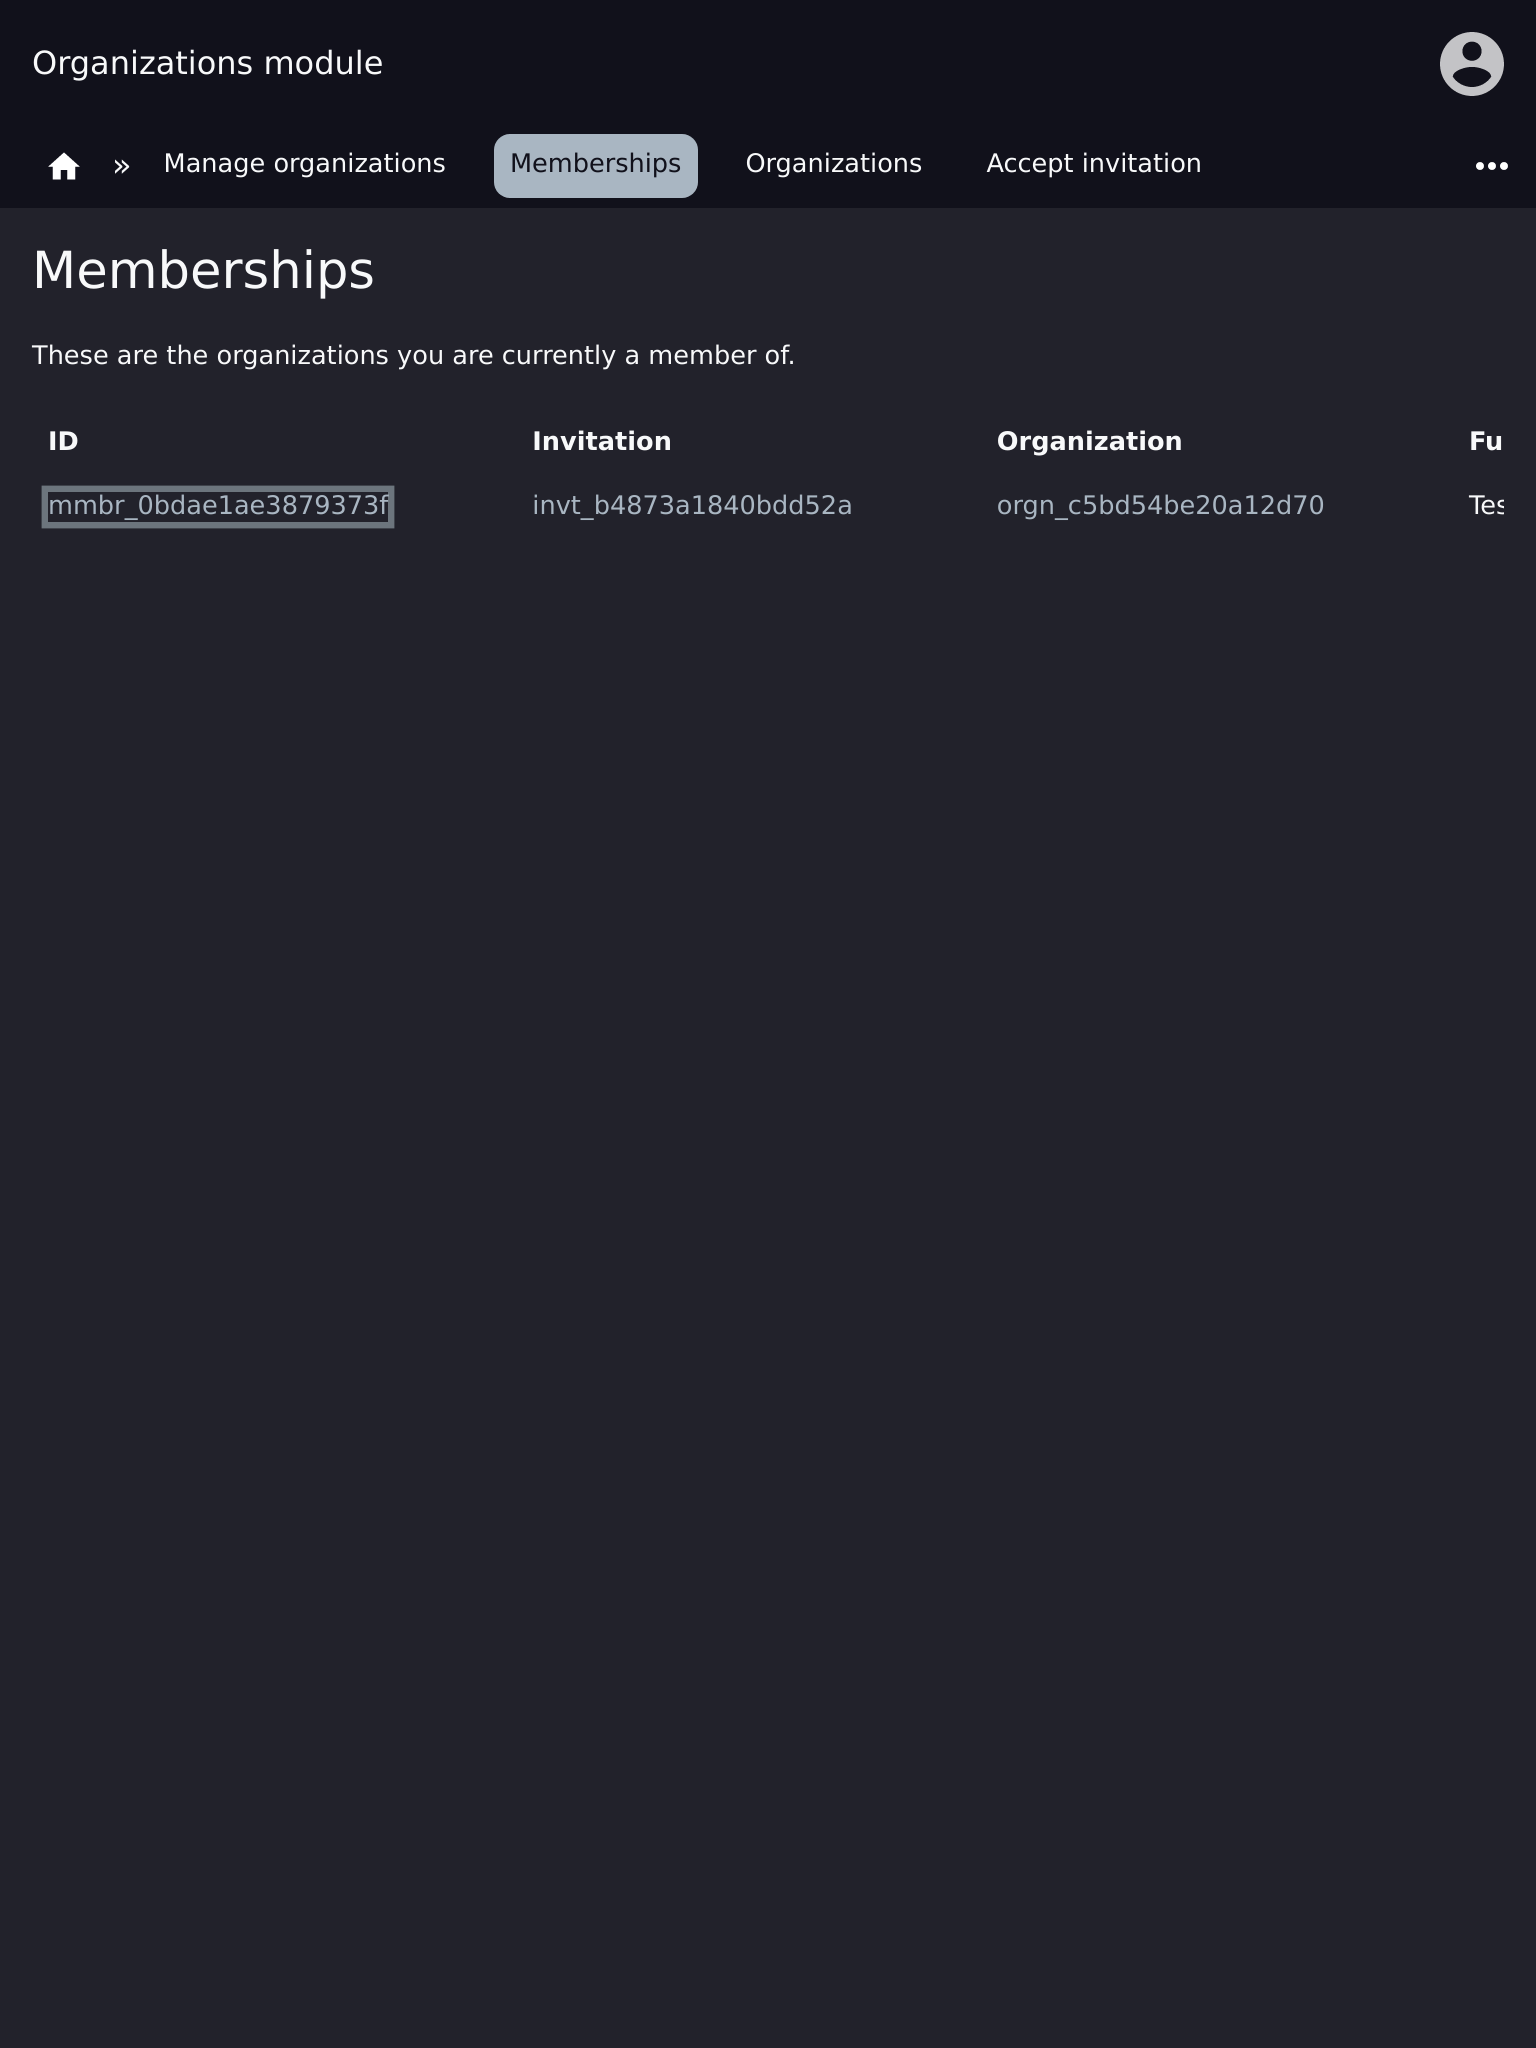 Organizations module
» Manage organizations Memberships Organizations Accept invitation
Memberships
These are the organizations you are currently a member of.
ID Invitation Organization Fu
mmbr_0bdae1ae3879373f invt_b4873a1840bdd52a orgn_c5bd54be20a12d70 Tes